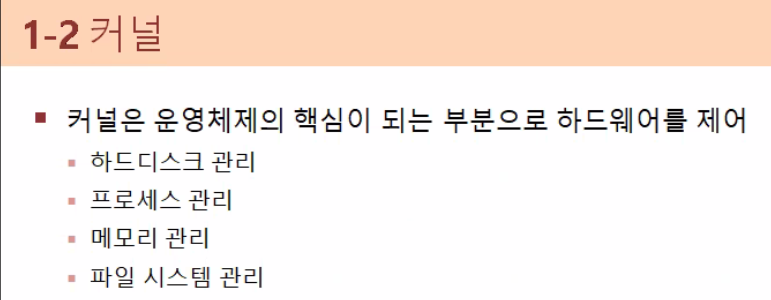 1-2 커널
■ 커널은 운영체제의 핵심이 되는 부분으로 하드웨어를 제어
■ 하드디스크 관리
■ 프로세스 관리
■ 메모리 관리
■ 파일 시스템 관리